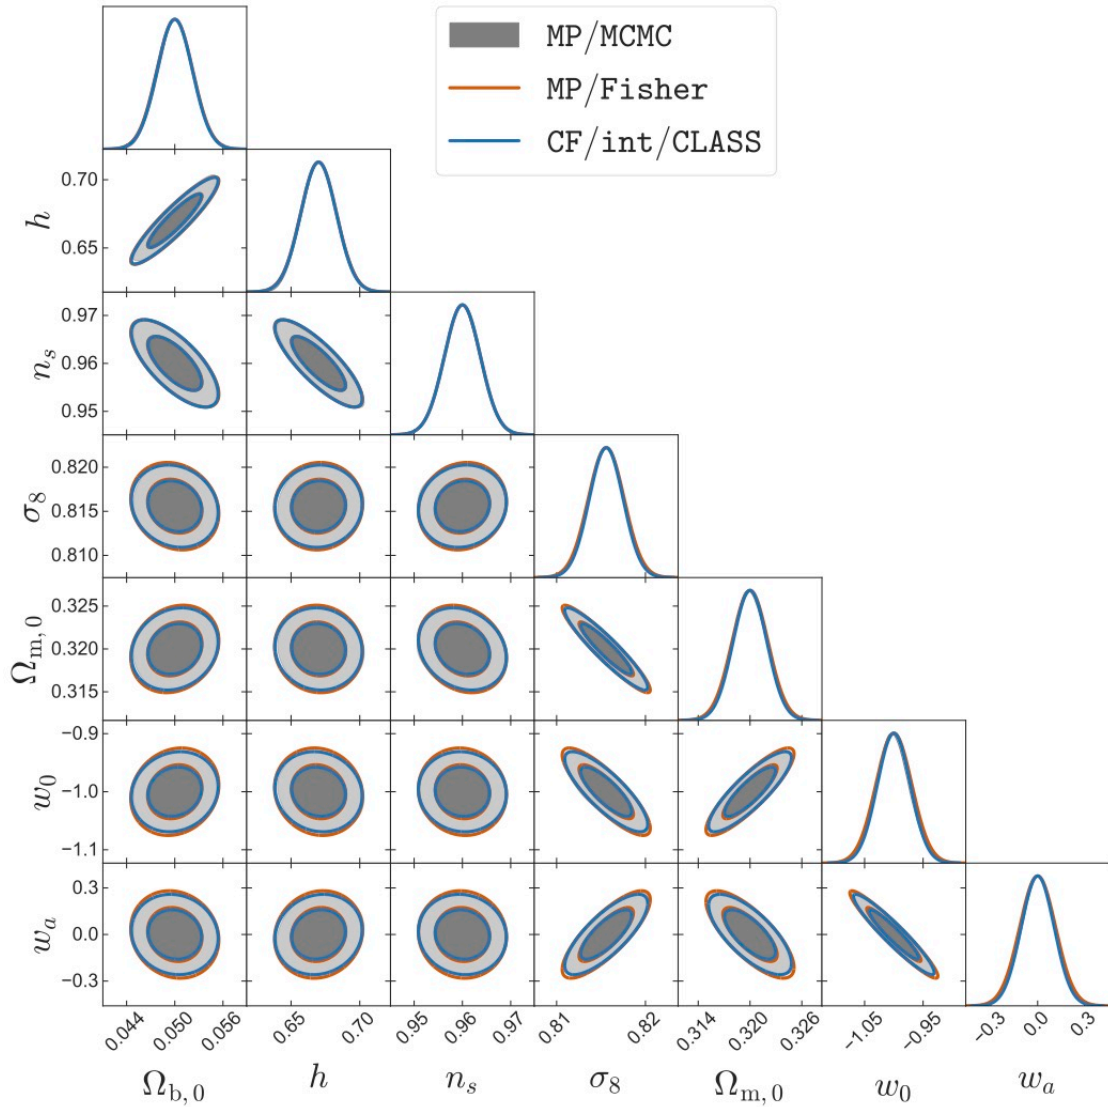 MP/MCMC
MP/Fisher
CF/int/CLASS
h
0.70
0.65
n_s
0.97
0.96
0.95
σ_8
0.820
0.815
0.810
Ω_{m,0}
0.325
0.320
0.315
w_0
−0.9
−1.0
−1.1
w_a
0.3
0.0
−0.3
0.044 0.050 0.056 0.65 0.70 0.95 0.96 0.97 0.81 0.82 0.314 0.320 0.326 −1.05 −0.95 −0.3 0.0 0.3
Ω_{b,0} h n_s σ_8 Ω_{m,0} w_0 w_a